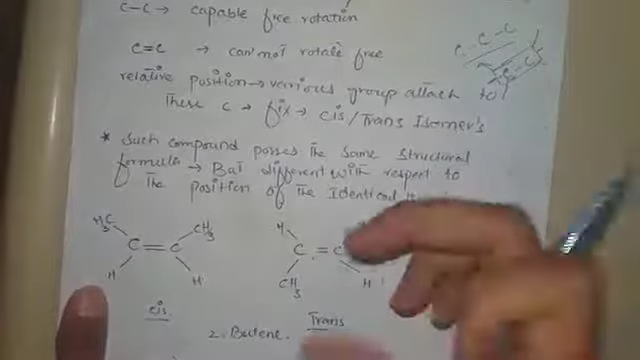 C-C → capable free rotation
C=C → can not rotate free
relative position → various group attach to
These C → fix → cis/Trans Isomer's
C - C - C
C - C
* Such compound posses the same structural
formula → But different with respect to
The position of the Identical
H3C CH3
C = C
H H
H
C = C
CH3 H
cis
Trans
2. Butene.